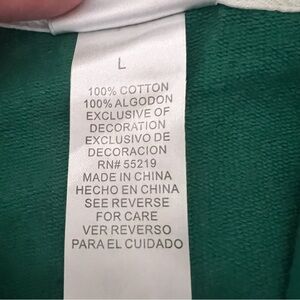 L
100% COTTON
100% ALGODON
EXCLUSIVE OF
DECORATION
EXCLUSIVO DE
DECORACION
RN# 55219
MADE IN CHINA
HECHO EN CHINA
SEE REVERSE
FOR CARE
VER REVERSO
PARA EL CUIDADO